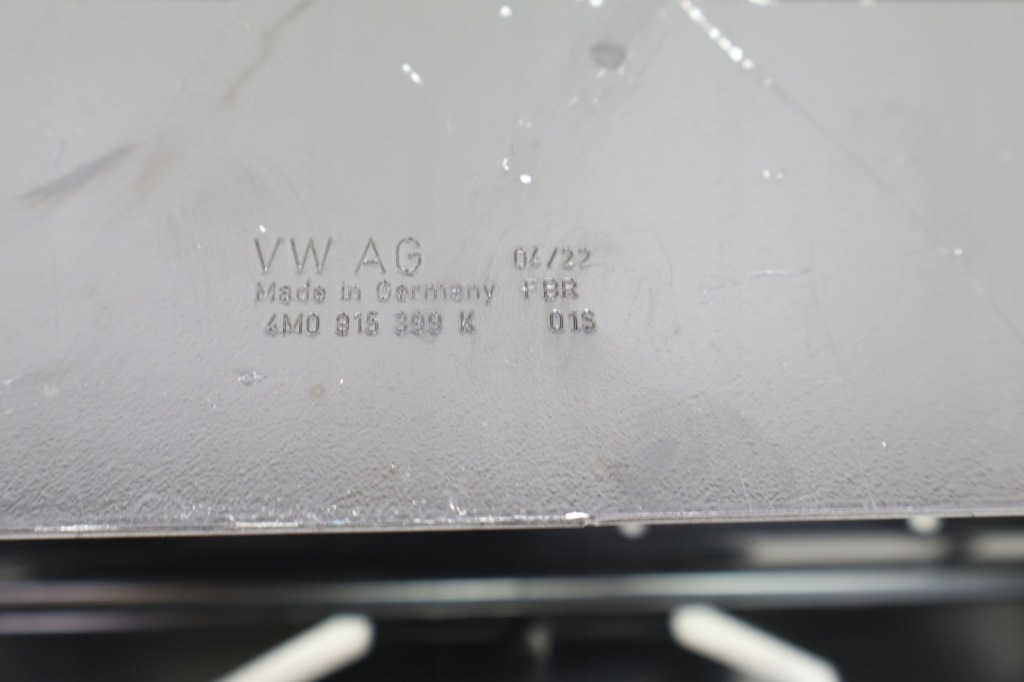 VW AG 04/22
Made in Germany FBR
4M0 915 399 K 01S